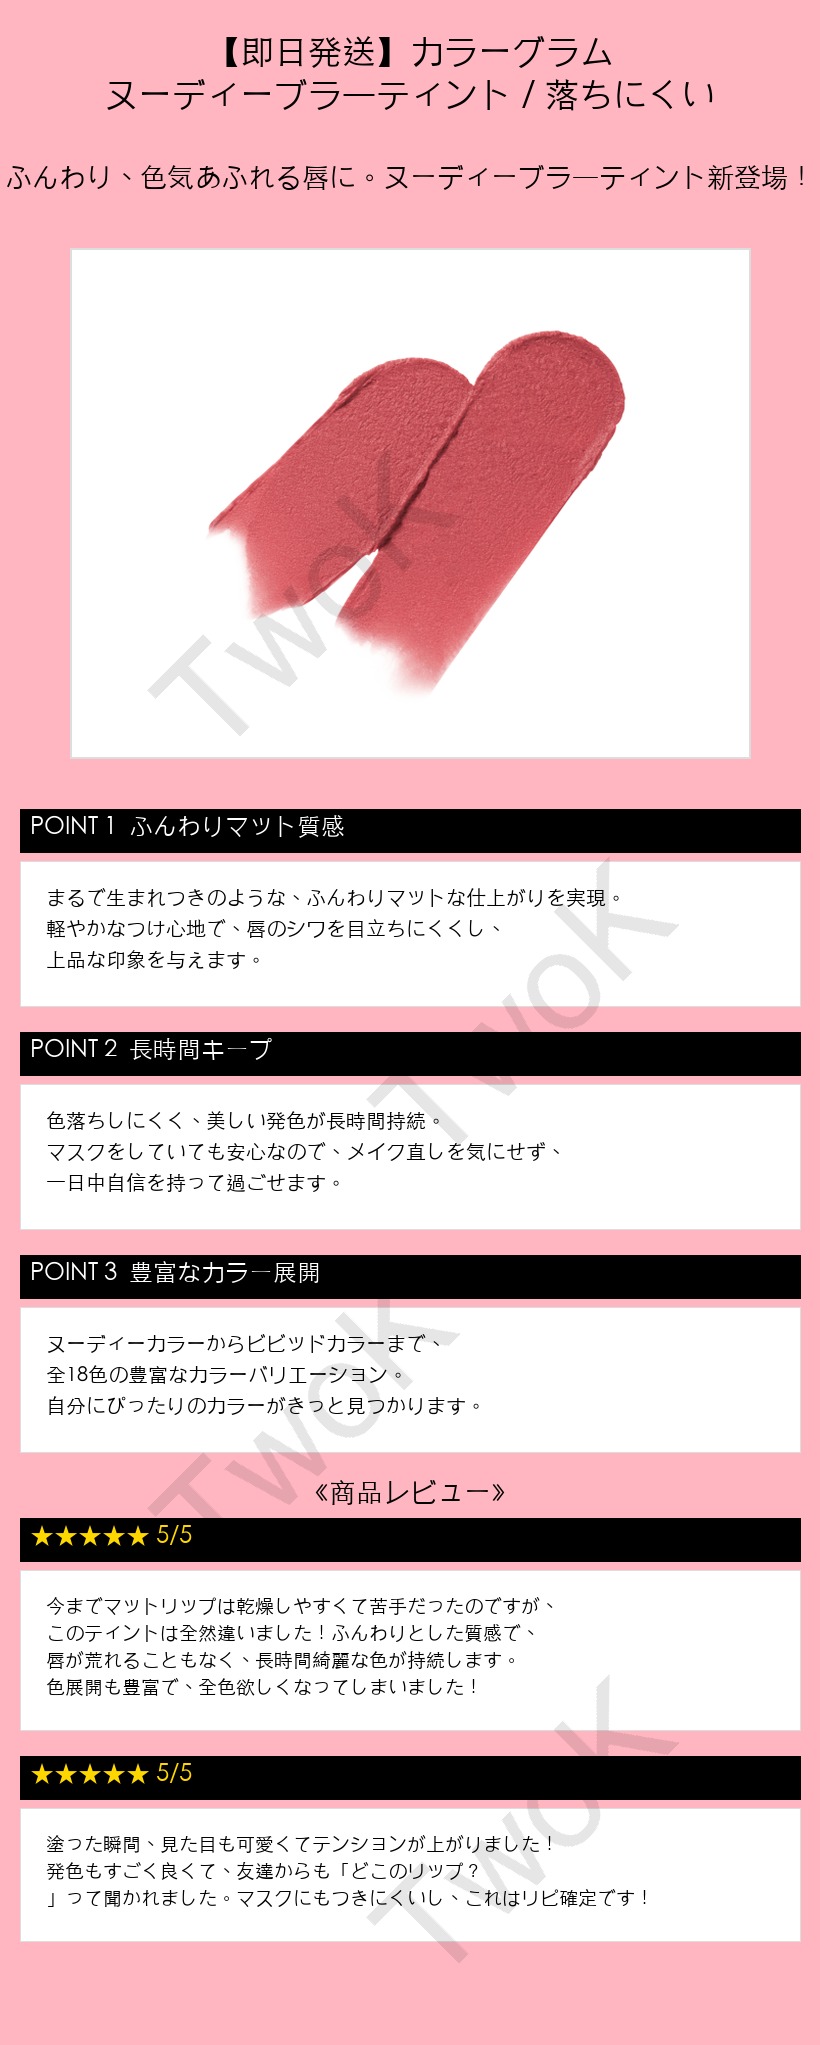 【即日発送】カラーグラム
ヌーディーブラーティント / 落ちにくい
ふんわり、色気あふれる唇に。ヌーディーブラーティント新登場！
TwoK
POINT 1 ふんわりマット質感
まるで生まれつきのような、ふんわりマットな仕上がりを実現。
軽やかなつけ心地で、唇のシワを目立ちにくくし、
上品な印象を与えます。
TwoK
POINT 2 長時間キープ
色落ちしにくく、美しい発色が長時間持続。
マスクをしていても安心なので、メイク直しを気にせず、
一日中自信を持って過ごせます。
POINT 3 豊富なカラー展開
ヌーディーカラーからビビッドカラーまで、
全18色の豊富なカラーバリエーション。
自分にぴったりのカラーがきっと見つかります。
TwoK
《商品レビュー》
★★★★★ 5/5
今までマットリップは乾燥しやすくて苦手だったのですが、
このティントは全然違いました！ふんわりとした質感で、
唇が荒れることもなく、長時間綺麗な色が持続します。
色展開も豊富で、全色欲しくなってしまいました！
★★★★★ 5/5
塗った瞬間、見た目も可愛くてテンションが上がりました！
発色もすごく良くて、友達からも「どこのリップ？
」って聞かれました。マスクにもつきにくいし、これはリピ確定です！
TwoK